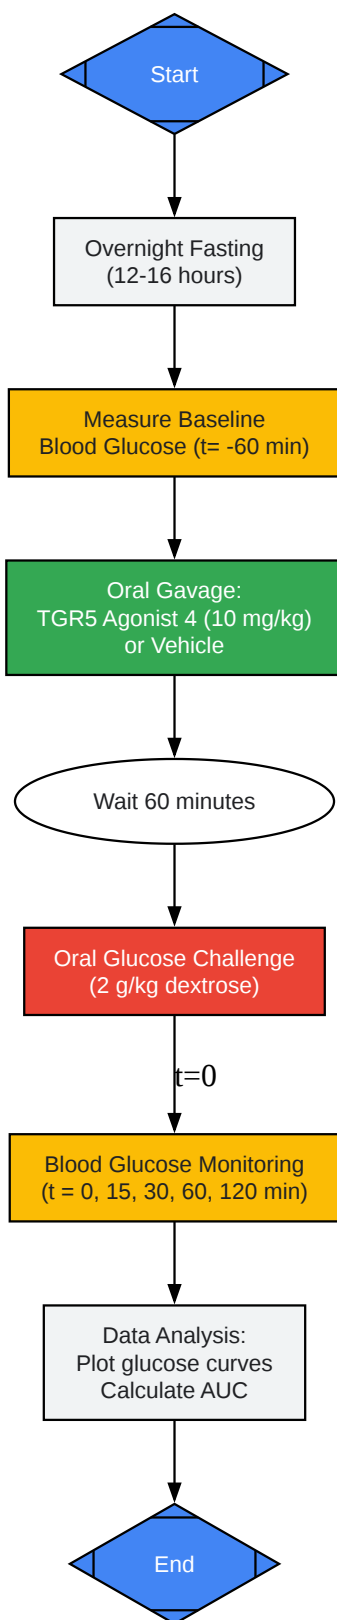 Start
Overnight Fasting
(12-16 hours)
Measure Baseline
Blood Glucose (t= -60 min)
Oral Gavage:
TGR5 Agonist 4 (10 mg/kg)
or Vehicle
Wait 60 minutes
Oral Glucose Challenge
(2 g/kg dextrose)
t=0
Blood Glucose Monitoring
(t = 0, 15, 30, 60, 120 min)
Data Analysis:
Plot glucose curves
Calculate AUC
End